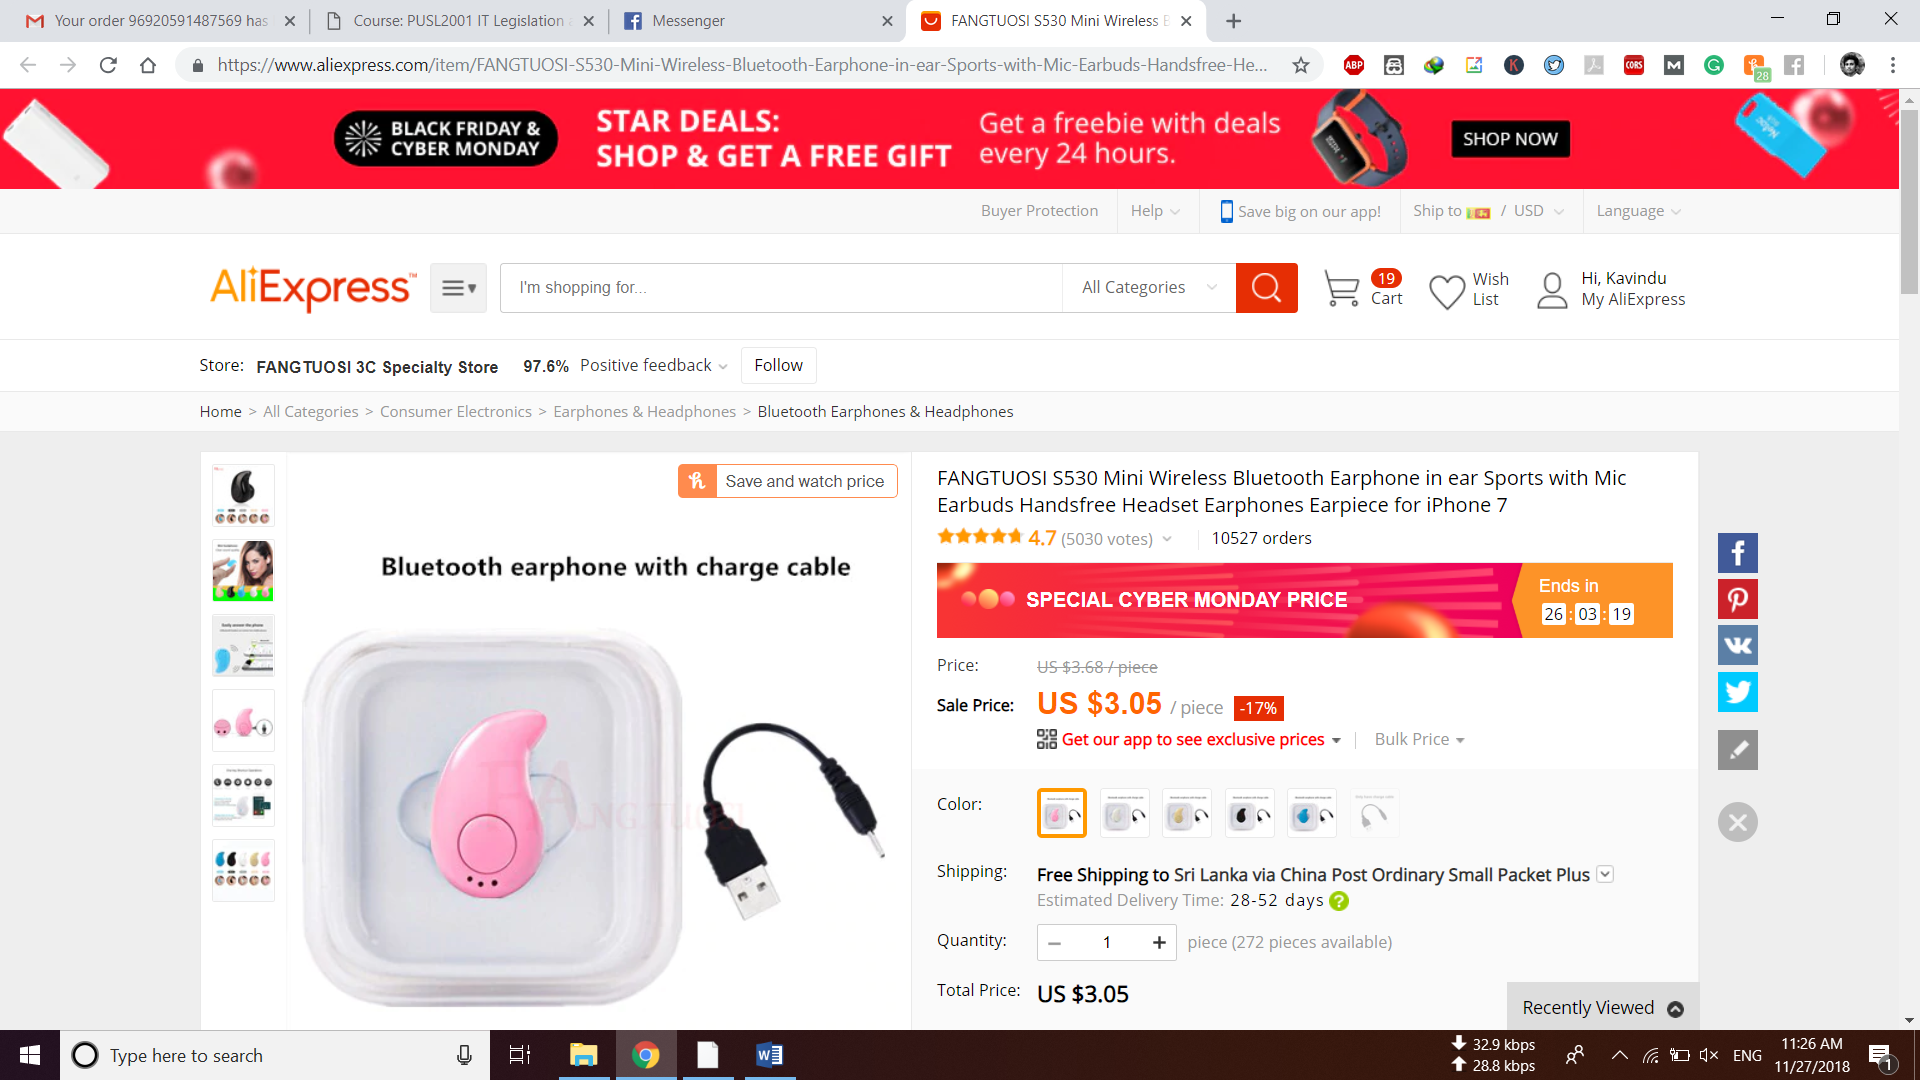 Your order 96920591487569 has
Course: PUSL2001 IT Legislation a
Messenger
FANGTUOSI S530 Mini Wireless B
https://www.aliexpress.com/item/FANGTUOSI-S530-Mini-Wireless-Bluetooth-Earphone-in-ear-Sports-with-Mic-Earbuds-Handsfree-He...
ABP
CORS
28
BLACK FRIDAY &
CYBER MONDAY
STAR DEALS:
SHOP & GET A FREE GIFT
Get a freebie with deals
every 24 hours.
SHOP NOW
Netac
Buyer Protection
Help
Save big on our app!
Ship to / USD
Language
AliExpress™
I'm shopping for...
All Categories
19
Cart
Wish
List
Hi, Kavindu
My AliExpress
Store: FANGTUOSI 3C Specialty Store 97.6% Positive feedback
Follow
Home > All Categories > Consumer Electronics > Earphones & Headphones > Bluetooth Earphones & Headphones
Save and watch price
Bluetooth earphone with charge cable
FANGTUOSI
FANGTUOSI S530 Mini Wireless Bluetooth Earphone in ear Sports with Mic
Earbuds Handsfree Headset Earphones Earpiece for iPhone 7
4.7 (5030 votes)
10527 orders
SPECIAL CYBER MONDAY PRICE
Ends in
26 : 03 : 19
Price: US $3.68 / piece
Sale Price: US $3.05 / piece -17%
Get our app to see exclusive prices
Bulk Price
Color:
Shipping: Free Shipping to Sri Lanka via China Post Ordinary Small Packet Plus
Estimated Delivery Time: 28-52 days ?
Quantity: − 1 + piece (272 pieces available)
Total Price: US $3.05
Recently Viewed
Type here to search
32.9 kbps
28.8 kbps
ENG
11:26 AM
11/27/2018
1